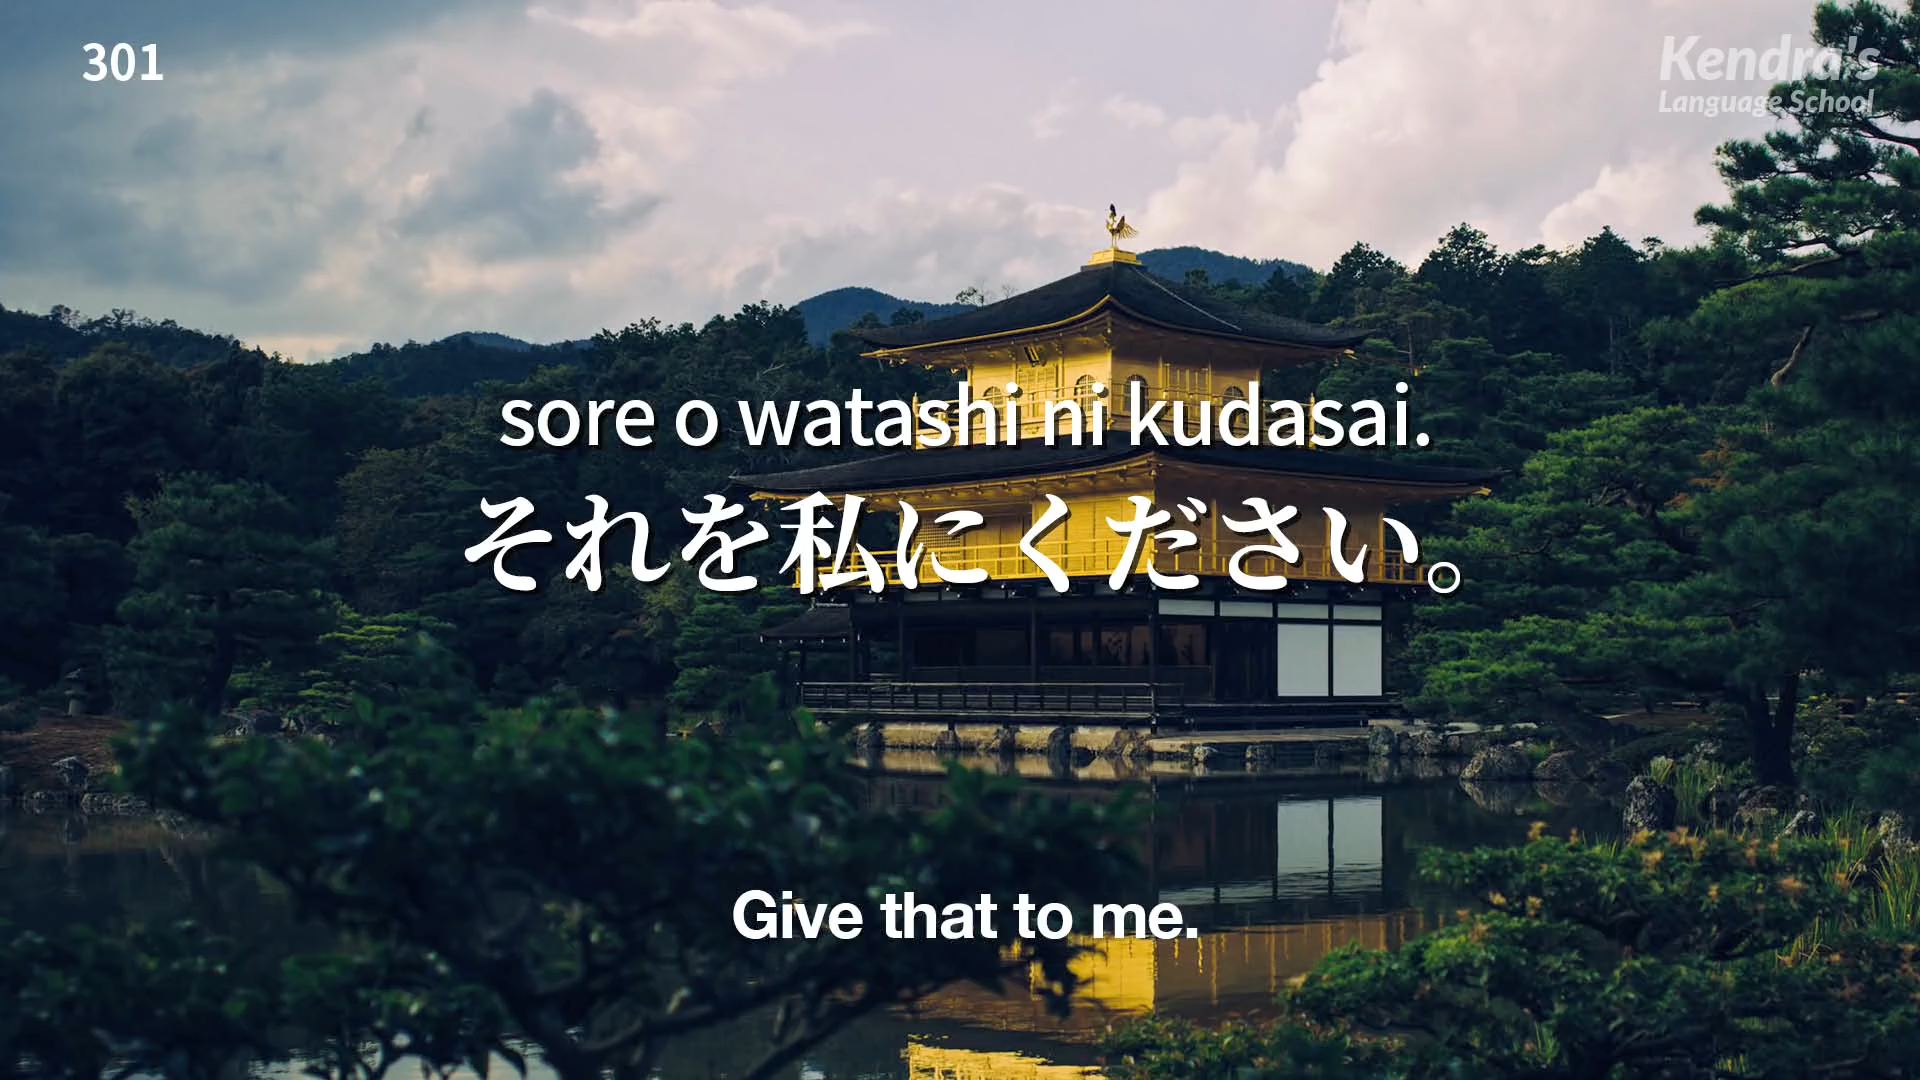 301
Kendra's
Language School
sore o watashi ni kudasai.
それを私にください。
Give that to me.